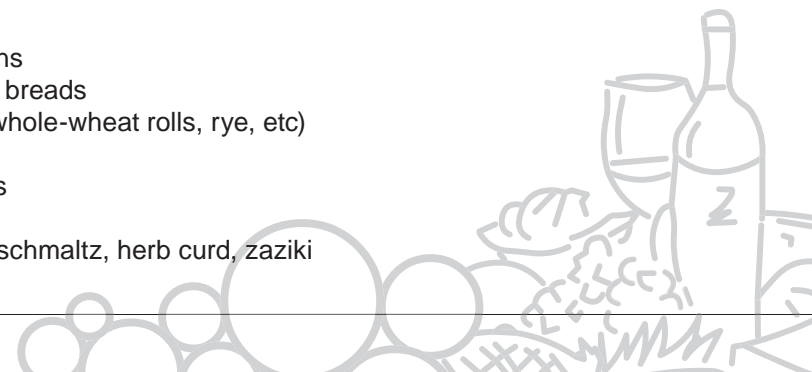 ns
breads
whole-wheat rolls, rye, etc)
s
schmaltz, herb curd, zaziki
Z